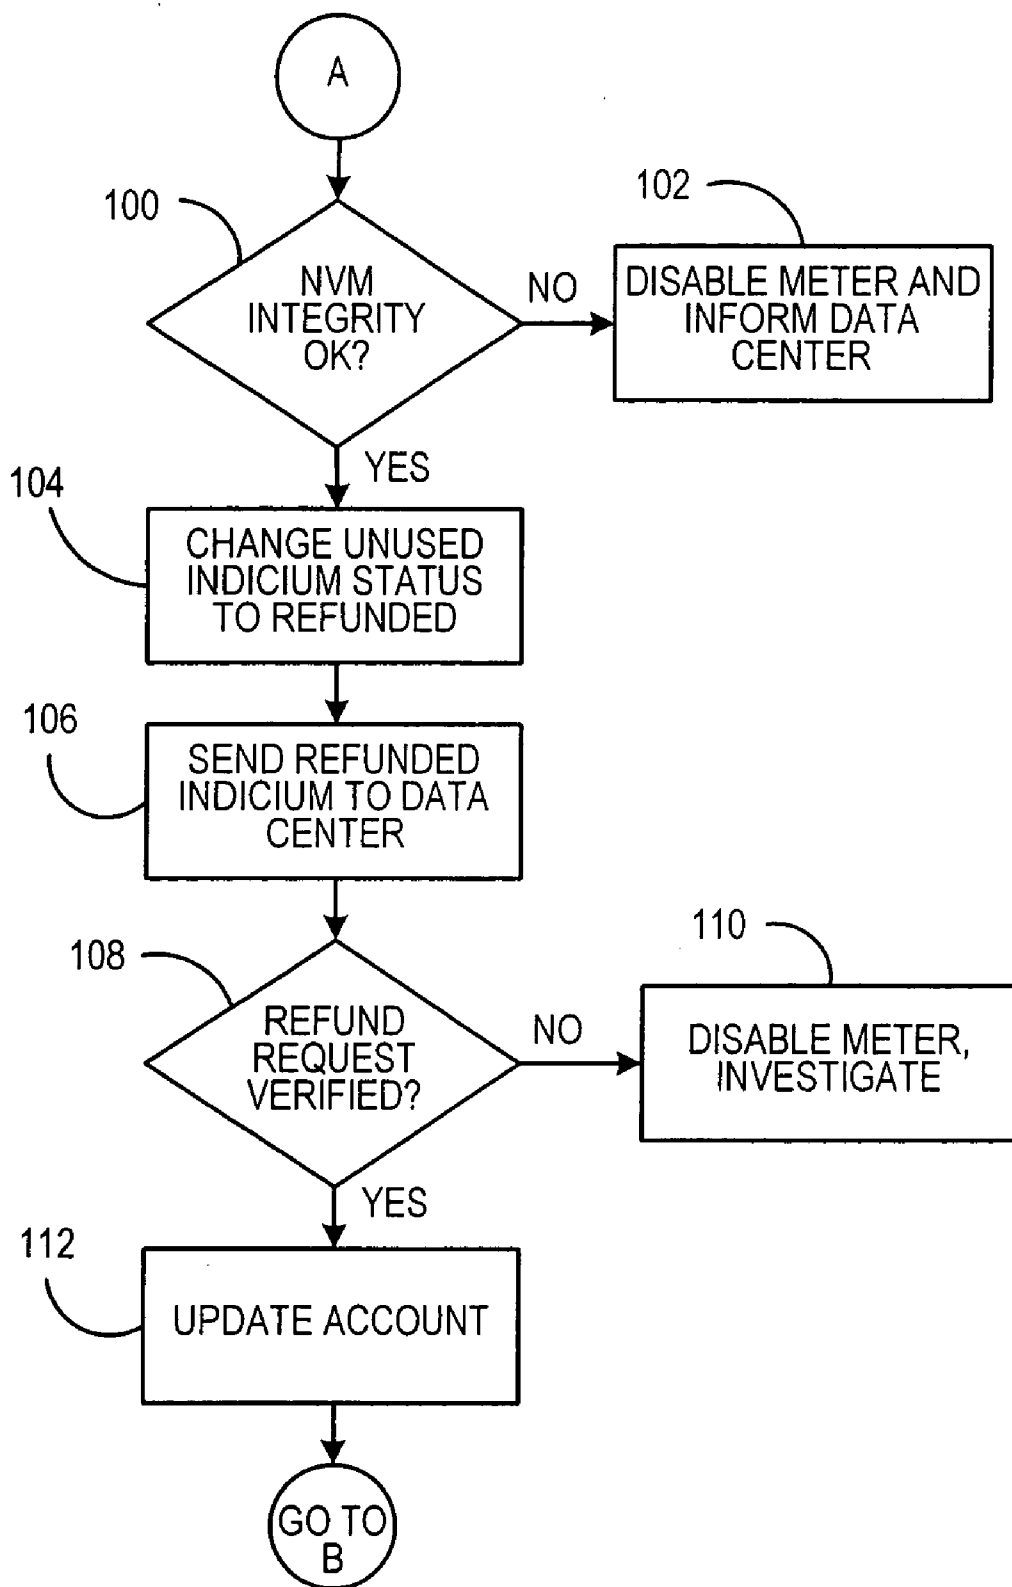 A
100
NVM
INTEGRITY
OK?
NO
102
DISABLE METER AND
INFORM DATA
CENTER
YES
104
CHANGE UNUSED
INDICIUM STATUS
TO REFUNDED
106
SEND REFUNDED
INDICIUM TO DATA
CENTER
108
REFUND
REQUEST
VERIFIED?
NO
110
DISABLE METER,
INVESTIGATE
YES
112
UPDATE ACCOUNT
GO TO
B